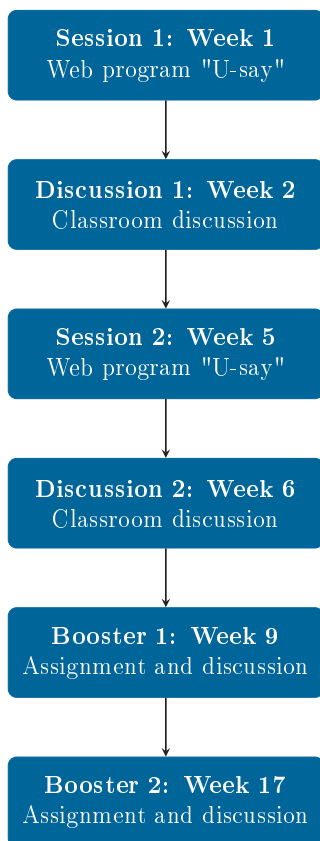 Session 1: Week 1
Web program "U-say"
Discussion 1: Week 2
Classroom discussion
Session 2: Week 5
Web program "U-say"
Discussion 2: Week 6
Classroom discussion
Booster 1: Week 9
Assignment and discussion
Booster 2: Week 17
Assignment and discussion